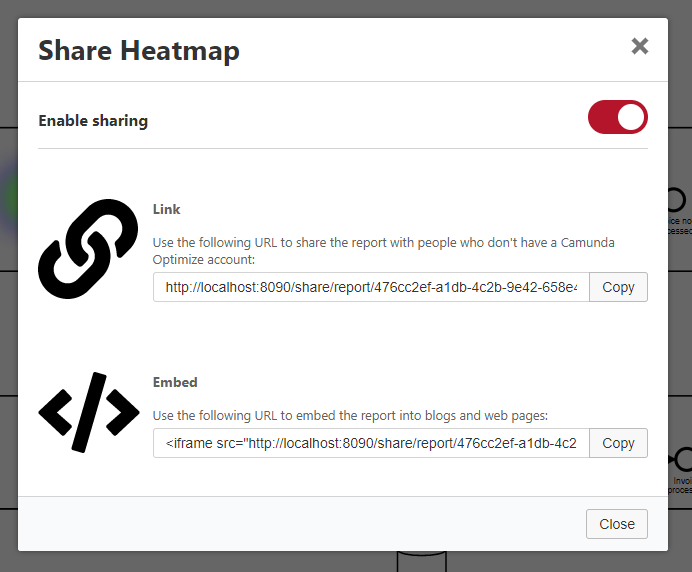 Share Heatmap
Enable sharing
Link
Use the following URL to share the report with people who don't have a Camunda
Optimize account:
http://localhost:8090/share/report/476cc2ef-a1db-4c2b-9e42-658e4
Copy
Embed
Use the following URL to embed the report into blogs and web pages:
<iframe src="http://localhost:8090/share/report/476cc2ef-a1db-4c2
Copy
Close